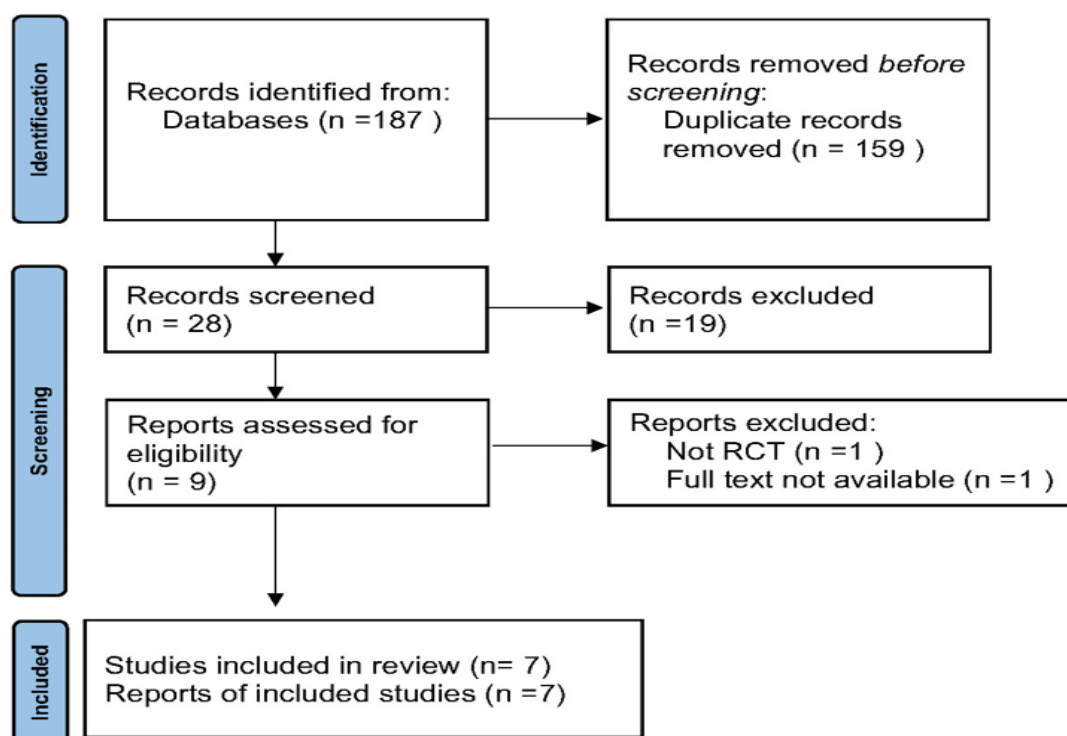 Identification
Records identified from:
Databases (n =187 )
Records removed before
screening:
Duplicate records
removed (n = 159 )
Screening
Records screened
(n = 28)
Records excluded
(n =19)
Reports assessed for
eligibility
(n = 9)
Reports excluded:
Not RCT (n =1 )
Full text not available (n =1 )
Included
Studies included in review (n= 7)
Reports of included studies (n =7)